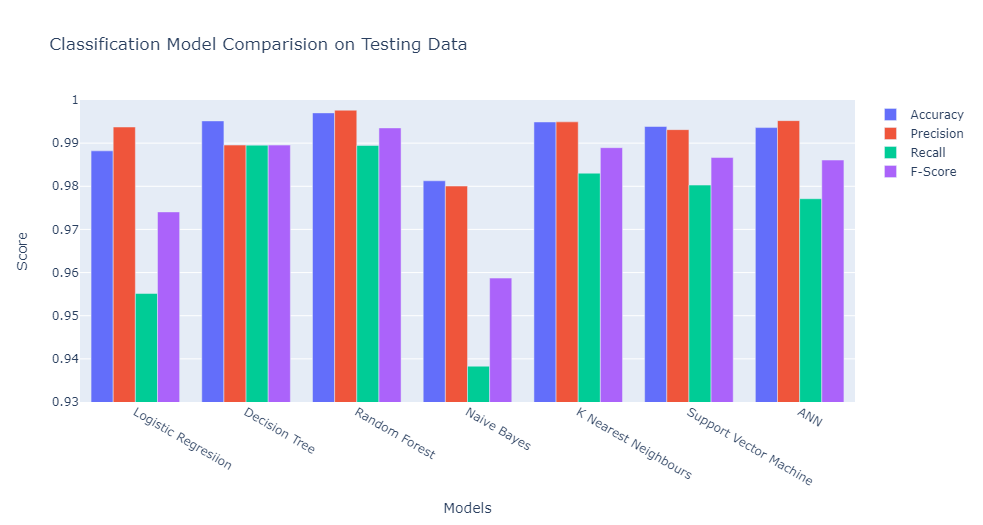 Classification Model Comparision on Testing Data
1
0.99
0.98
0.97
0.96
0.95
0.94
0.93
Score
Logistic Regresiion
Decision Tree
Random Forest
Naive Bayes
K Nearest Neighbours
Support Vector Machine
ANN
Models
Accuracy
Precision
Recall
F-Score